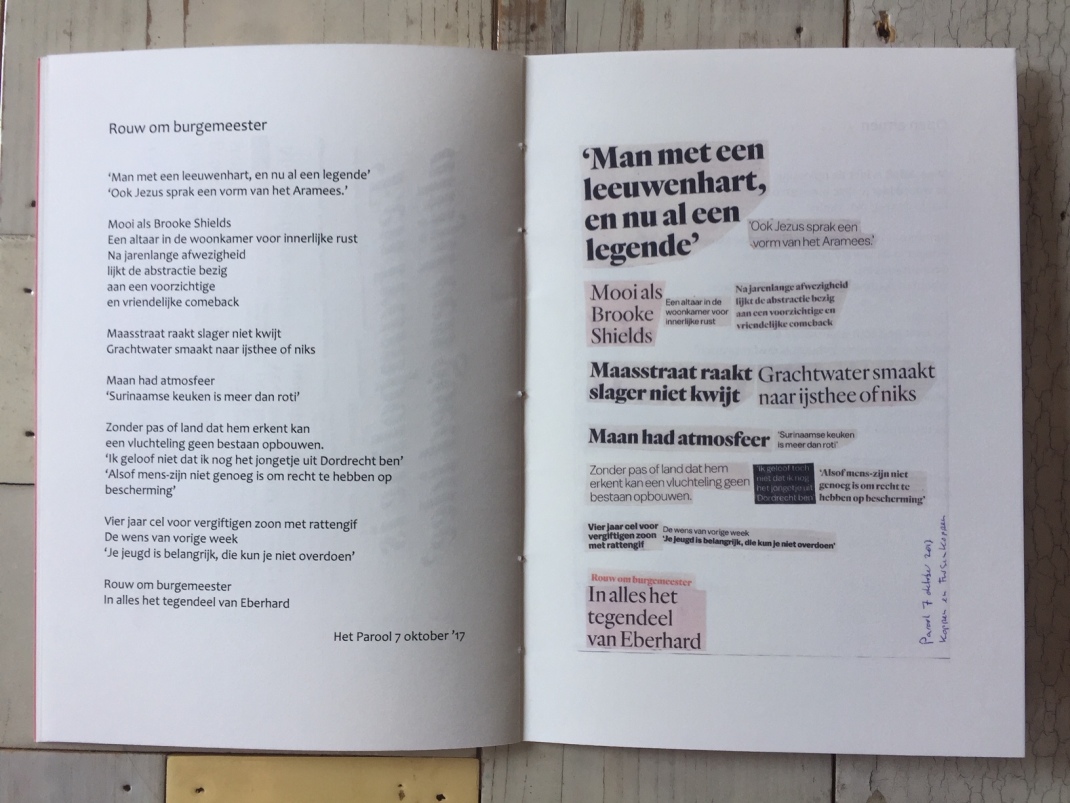 Rouw om burgemeester
‘Man met een leeuwenhart, en nu al een legende’
‘Ook Jezus sprak een vorm van het Aramees.’
Mooi als Brooke Shields
Een altaar in de woonkamer voor innerlijke rust
Na jarenlange afwezigheid
lijkt de abstractie bezig
aan een voorzichtige
en vriendelijke comeback
Maasstraat raakt slager niet kwijt
Grachtwater smaakt naar ijsthee of niks
Maan had atmosfeer
‘Surinaamse keuken is meer dan roti’
Zonder pas of land dat hem erkent kan
een vluchteling geen bestaan opbouwen.
‘Ik geloof niet dat ik nog het jongetje uit Dordrecht ben’
‘Alsof mens-zijn niet genoeg is om recht te hebben op
bescherming’
Vier jaar cel voor vergiftigen zoon met rattengif
De wens van vorige week
‘Je jeugd is belangrijk, die kun je niet overdoen’
Rouw om burgemeester
In alles het tegendeel van Eberhard
Het Parool 7 oktober ’17
‘Man met een
leeuwenhart,
en nu al een
legende’
‘Ook Jezus sprak een
vorm van het Aramees.’
Mooi als
Brooke
Shields
Een altaar in de
woonkamer voor
innerlijke rust
Na jarenlange afwezigheid
lijkt de abstractie bezig
aan een voorzichtige en
vriendelijke comeback
Maasstraat raakt
slager niet kwijt
Grachtwater smaakt
naar ijsthee of niks
Maan had atmosfeer
‘Surinaamse keuken
is meer dan roti’
Zonder pas of land dat hem
erkent kan een vluchteling geen
bestaan opbouwen.
‘Ik geloof toch
niet dat ik nog
het jongetje uit
Dordrecht ben’
‘Alsof mens-zijn niet
genoeg is om recht te
hebben op bescherming’
Vier jaar cel voor
vergiftigen zoon
met rattengif
De wens van vorige week
‘Je jeugd is belangrijk, die kun je niet overdoen’
Rouw om burgemeester
In alles het
tegendeel
van Eberhard
Parool 7 oktober 2017
Koppen en Tussenkoppen